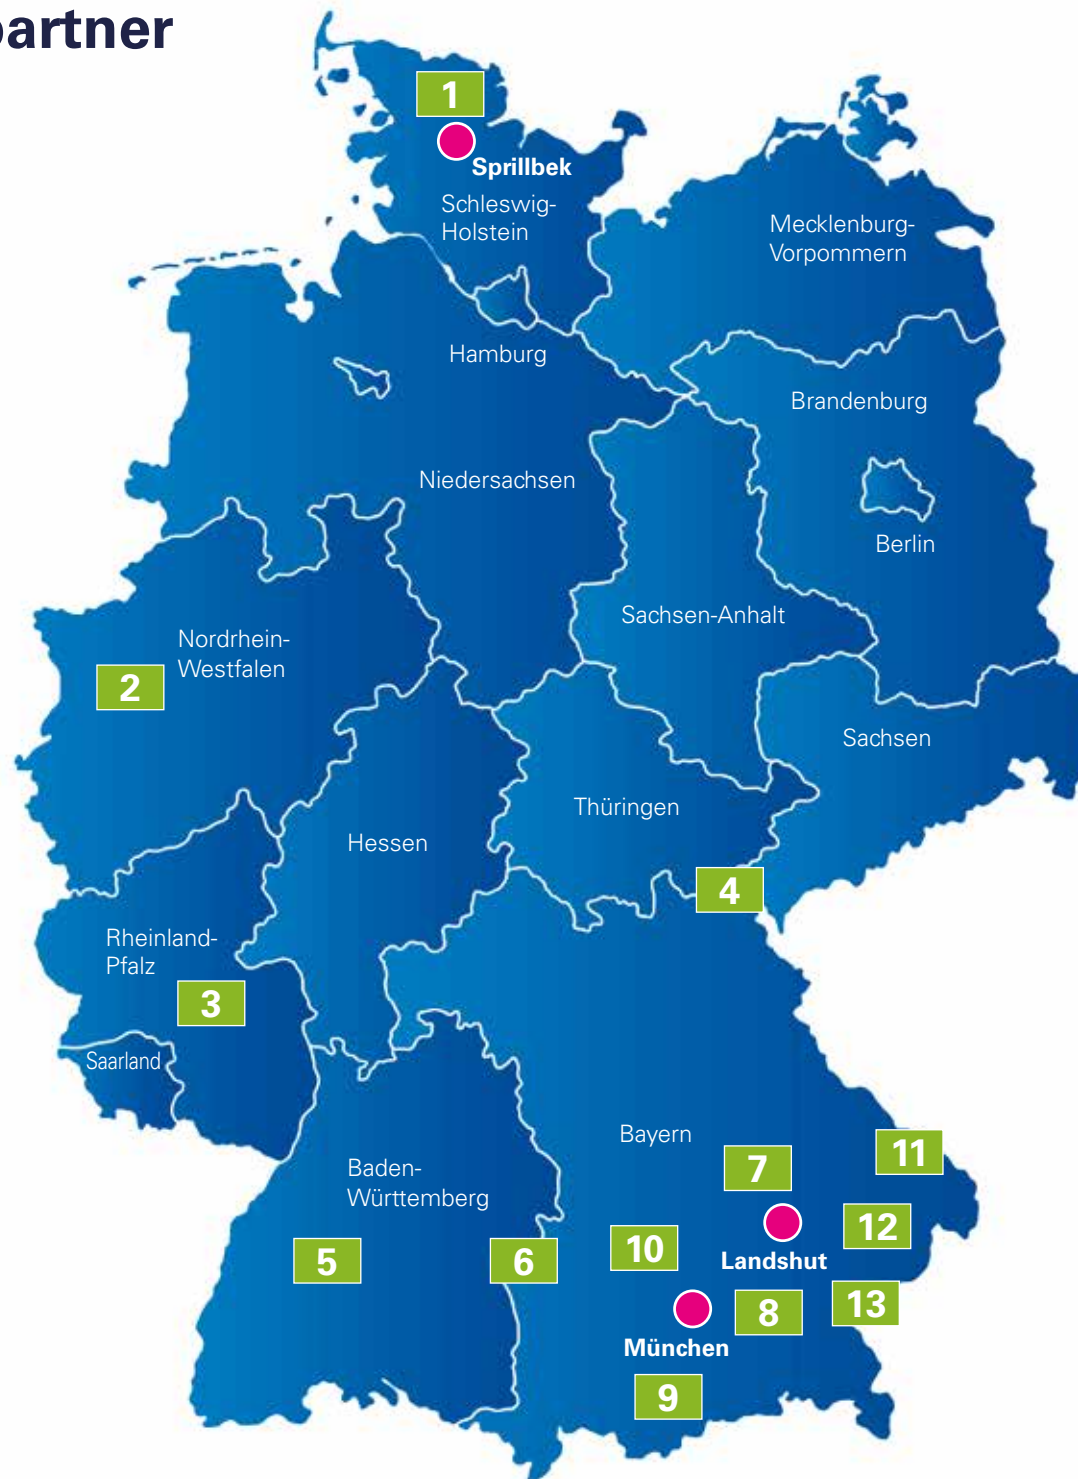 partner
1
Sprillbek
Schleswig-
Holstein
Mecklenburg-
Vorpommern
Hamburg
Brandenburg
Niedersachsen
Berlin
Sachsen-Anhalt
Nordrhein-
Westfalen
2
Sachsen
Thüringen
Hessen
4
Rheinland-
Pfalz
3
Saarland
Bayern
11
7
Baden-
Württemberg
12
10
5
6
Landshut
13
8
München
9